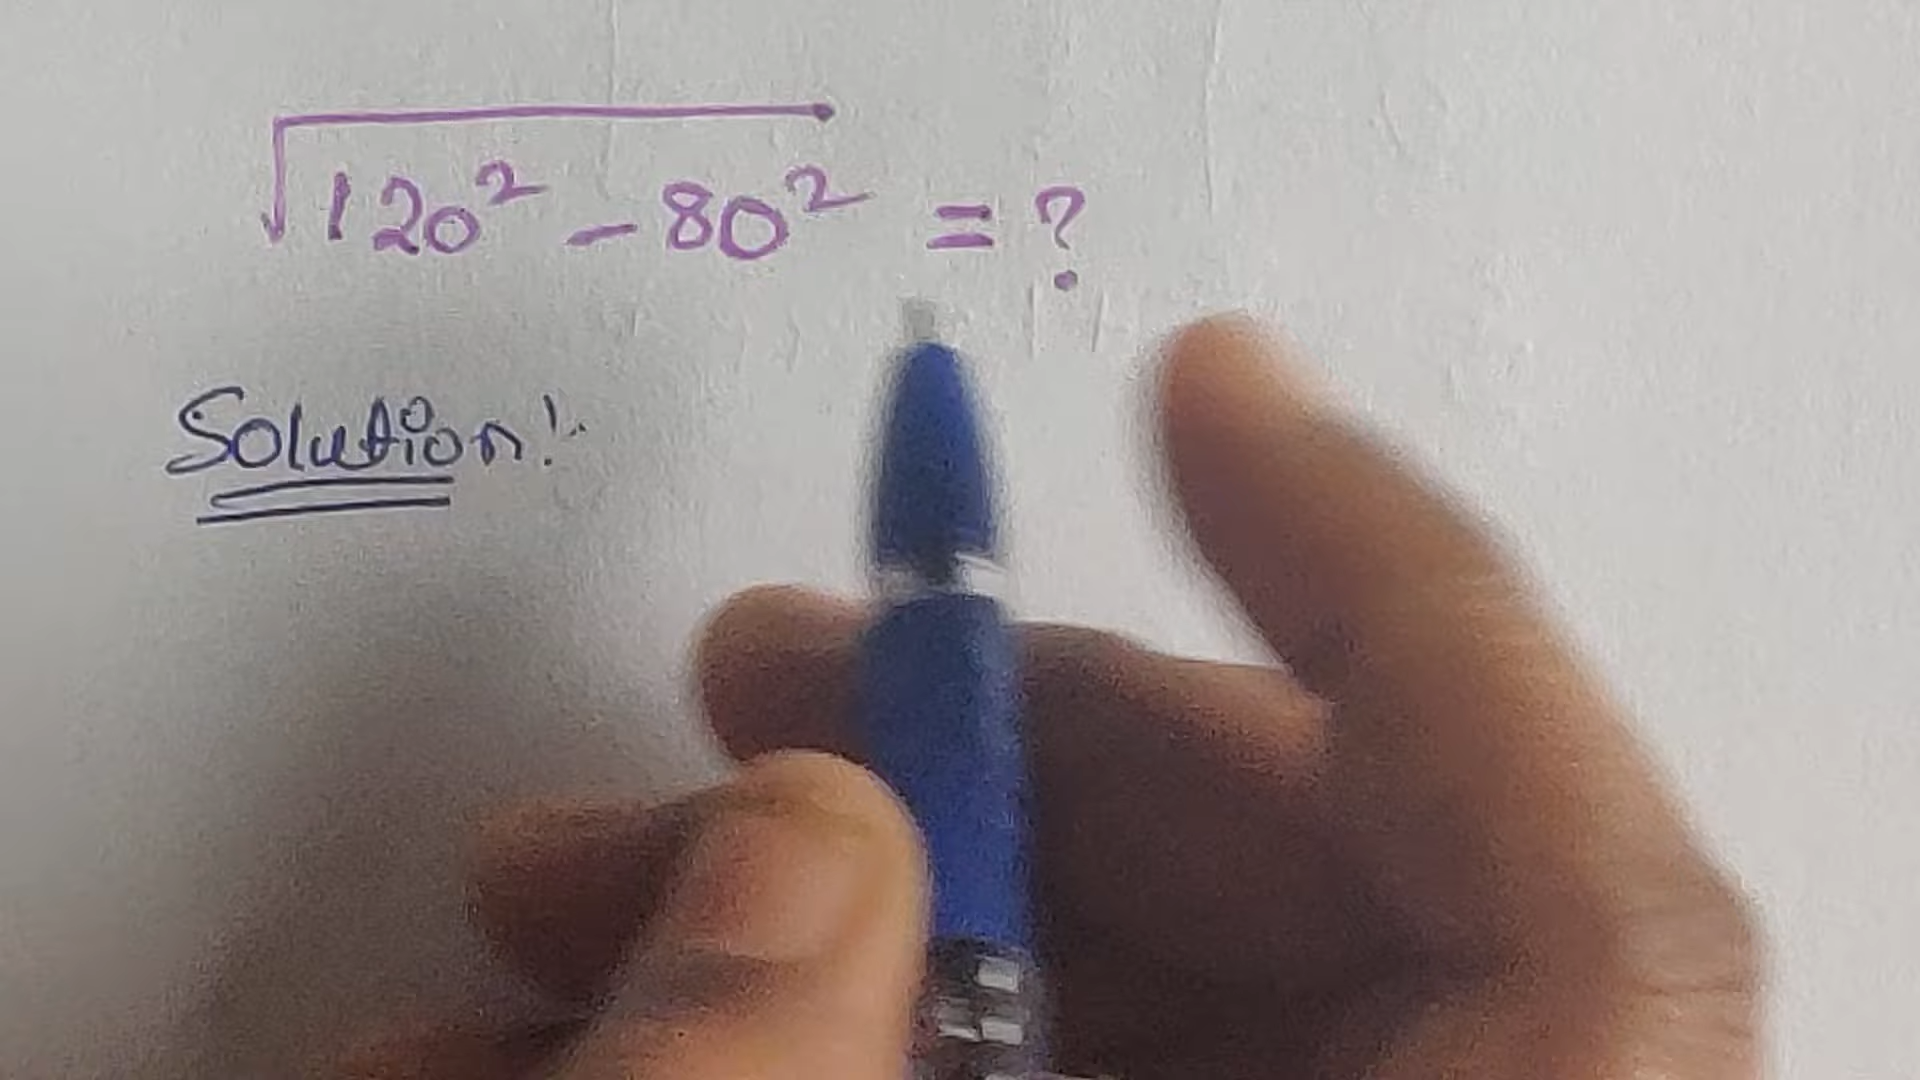 √120² - 80² = ?
Solution: